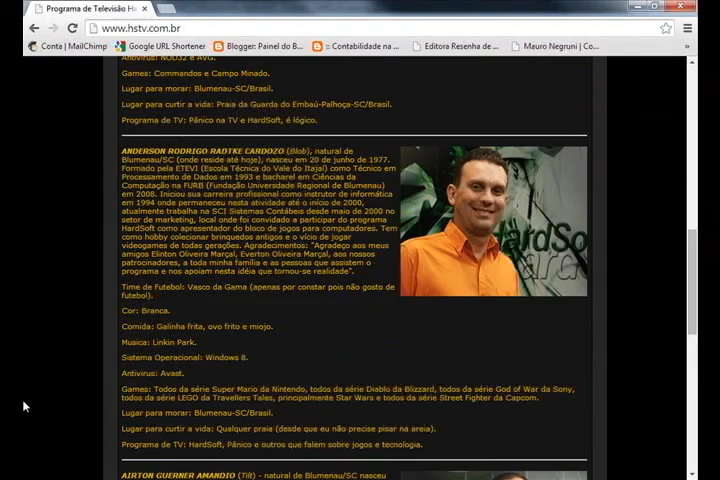 Programa de Televisão Ha
www.hstv.com.br
Conta | MailChimp
Google URL Shortener
Blogger: Painel do B...
:: Contabilidade na ...
Editora Resenha de ...
Mauro Negruni | Co...
»
Antivírus: NOD32 e AVG.
Games: Commandos e Campo Minado.
Lugar para morar: Blumenau-SC/Brasil.
Lugar para curtir a vida: Praia da Guarda do Embaú-Palhoça-SC/Brasil.
Programa de TV: Pânico na TV e HardSoft, é lógico.
ANDERSON RODRIGO RADTKE CARDOZO (Blob), natural de
Blumenau/SC (onde reside até hoje), nasceu em 20 de junho de 1977.
Formado pela ETEVI (Escola Técnica do Vale do Itajaí) como Técnico em
Processamento de Dados em 1993 e bacharel em Ciências da
Computação na FURB (Fundação Universidade Regional de Blumenau)
em 2008. Iniciou sua carreira profissional como instrutor de informática
em 1994 onde permaneceu nesta atividade até o início de 2000,
atualmente trabalha na SCI Sistemas Contábeis desde maio de 2000 no
setor de marketing, local onde foi convidado a participar do programa
HardSoft como apresentador do bloco de jogos para computadores. Tem
como hobby colecionar brinquedos antigos e o vício de jogar
videogames de todas gerações. Agradecimentos: "Agradeço aos meus
amigos Elinton Oliveira Marçal, Everton Oliveira Marçal, aos nossos
patrocinadores, a toda minha família e as pessoas que assistem o
programa e nos apoiam nesta idéia que tornou-se realidade".
Time de Futebol: Vasco da Gama (apenas por constar pois não gosto de
futebol).
Cor: Branca.
Comida: Galinha frita, ovo frito e miojo.
Musica: Linkin Park.
Sistema Operacional: Windows 8.
Antivírus: Avast.
Games: Todos da série Super Mario da Nintendo, todos da série Diablo da Blizzard, todos da série God of War da Sony,
todos da série LEGO da Travellers Tales, principalmente Star Wars e todos da série Street Fighter da Capcom.
Lugar para morar: Blumenau-SC/Brasil.
Lugar para curtir a vida: Qualquer praia (desde que eu não precise pisar na areia).
Programa de TV: HardSoft, Pânico e outros que falem sobre jogos e tecnologia.
AIRTON GUERNER AMANDIO (Tilt) - natural de Blumenau/SC nasceu